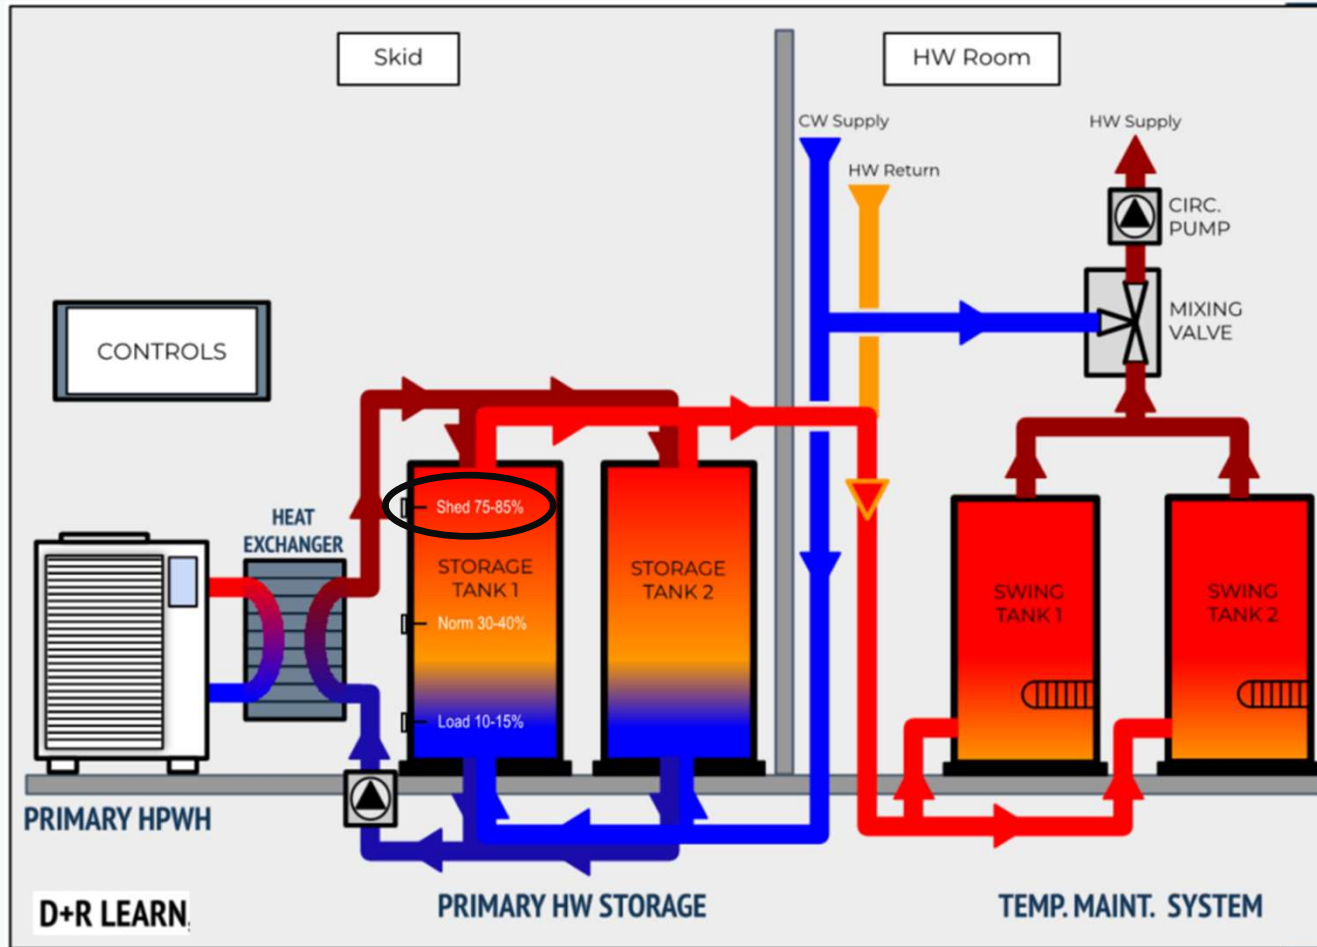 Skid
HW Room
CW Supply
HW Supply
HW Return
CIRC.
PUMP
MIXING
VALVE
CONTROLS
Shed 75-85%
HEAT
EXCHANGER
STORAGE
TANK 1
STORAGE
TANK 2
Norm 30-40%
Load 10-15%
SWING
TANK 1
SWING
TANK 2
PRIMARY HPWH
PRIMARY HW STORAGE
TEMP. MAINT. SYSTEM
D+R LEARN